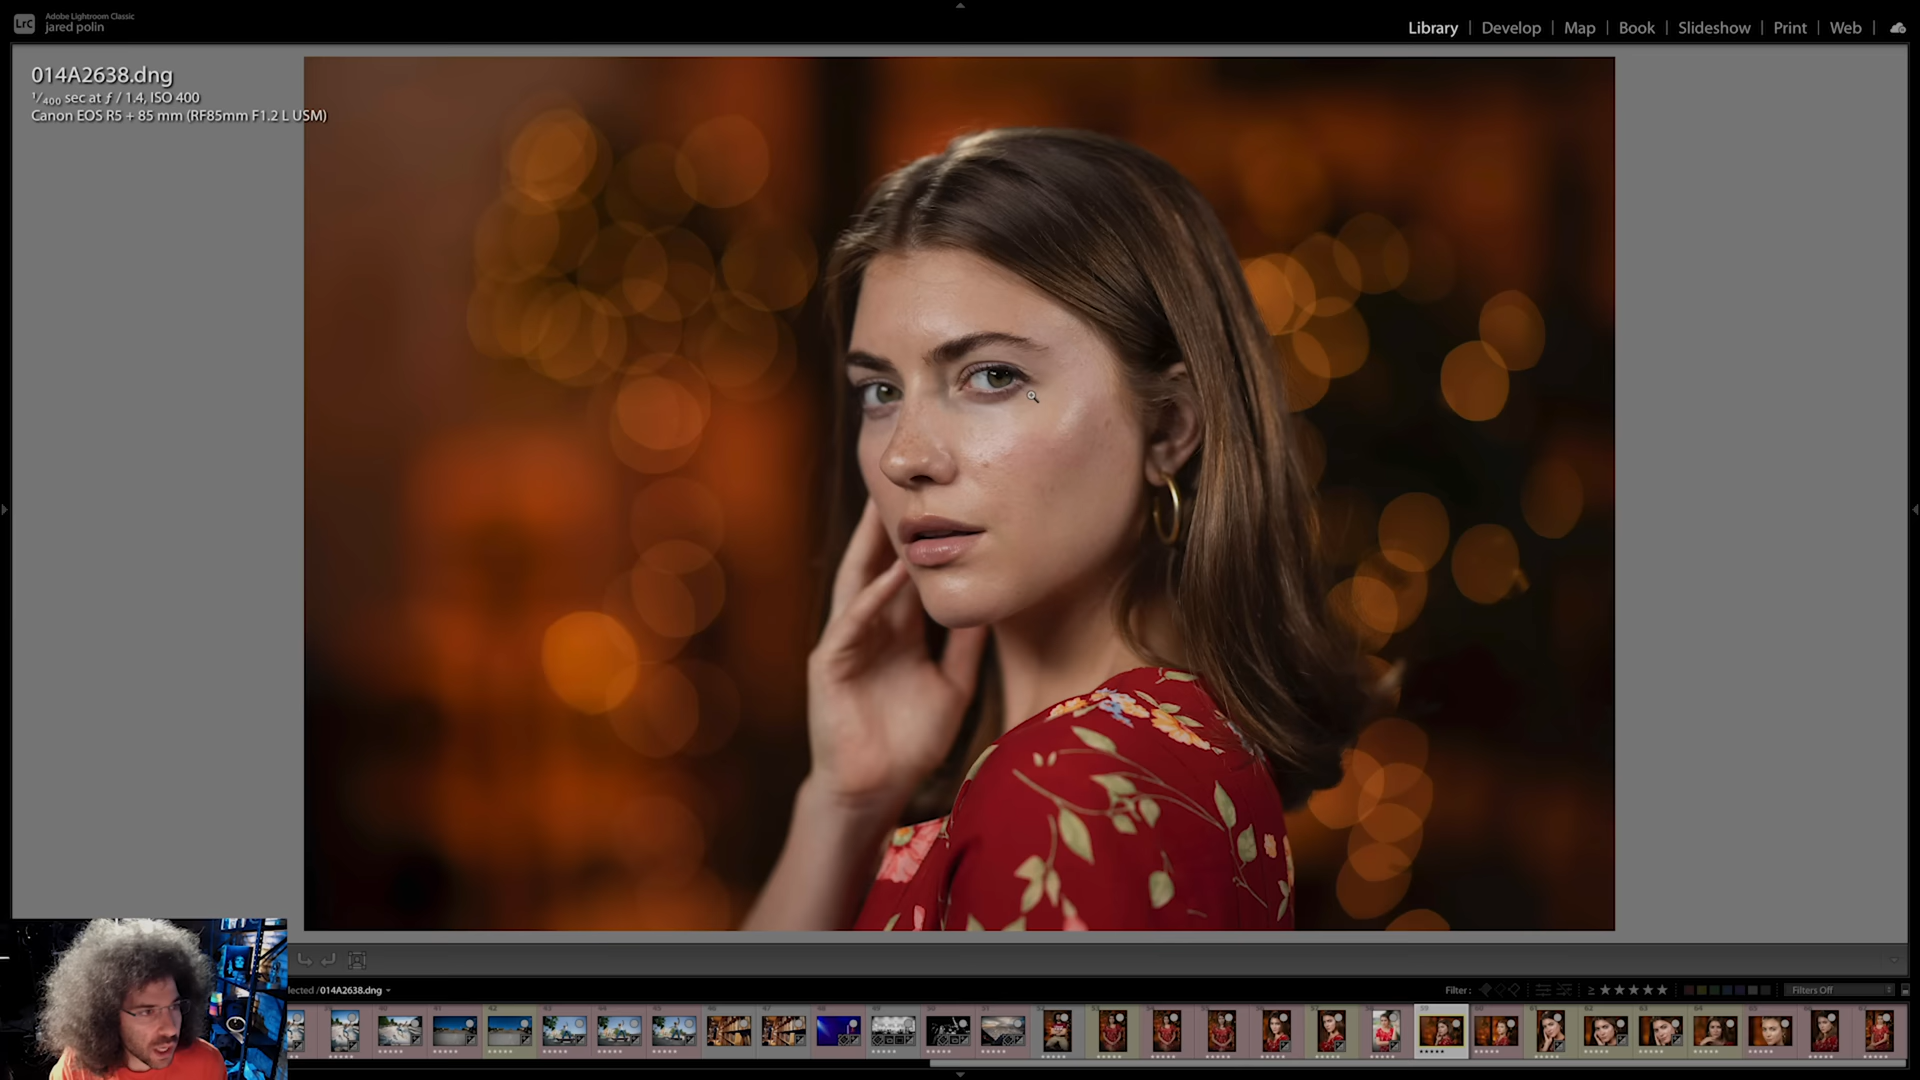 LrC
Adobe Lightroom Classic
jared polin
Library | Develop | Map | Book | Slideshow | Print | Web |
014A2638.dng
1/400 sec at ƒ / 1.4, ISO 400
Canon EOS R5 + 85 mm (RF85mm F1.2 L USM)
lected / 014A2638.dng
Filter :
≥ ★★★★★
Filters Off